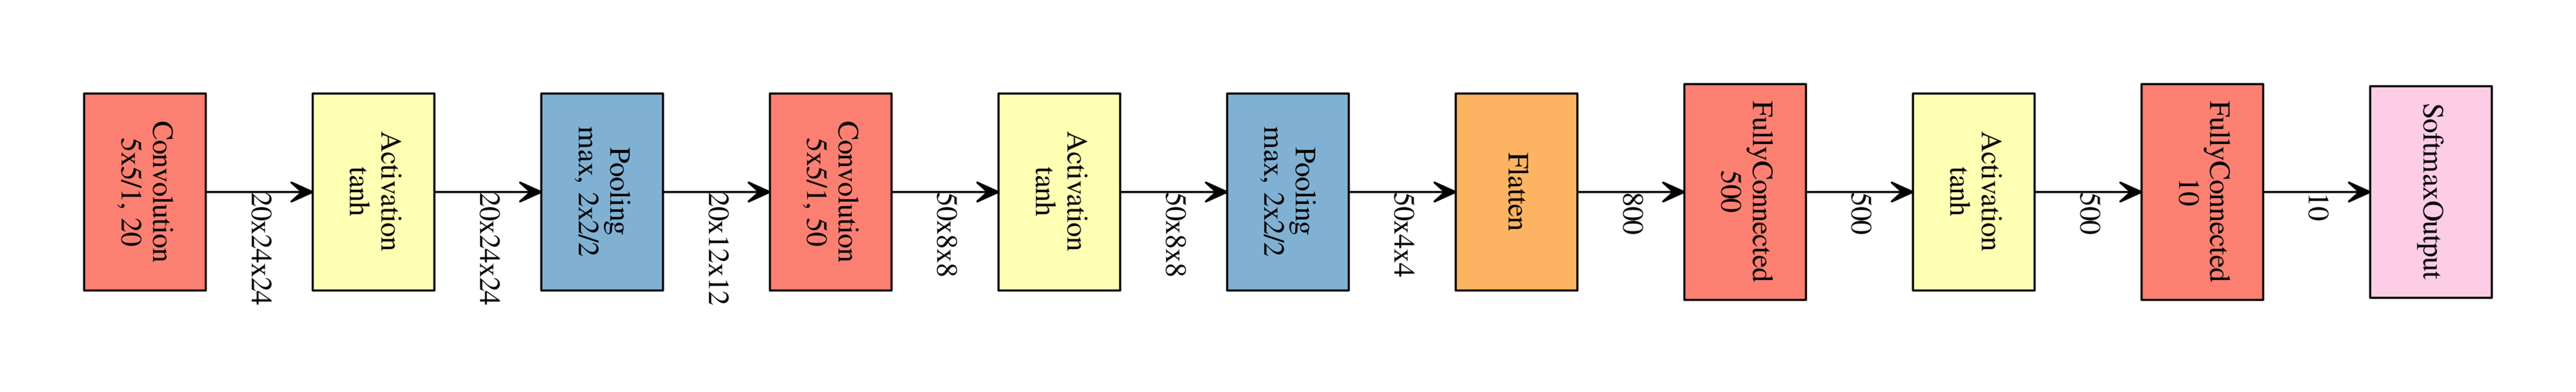 Convolution
5x5/1, 20
20x24x24
Activation
tanh
20x24x24
Pooling
max, 2x2/2
20x12x12
Convolution
5x5/1, 50
50x8x8
Activation
tanh
50x8x8
Pooling
max, 2x2/2
50x4x4
Flatten
800
FullyConnected
500
500
Activation
tanh
500
FullyConnected
10
10
SoftmaxOutput